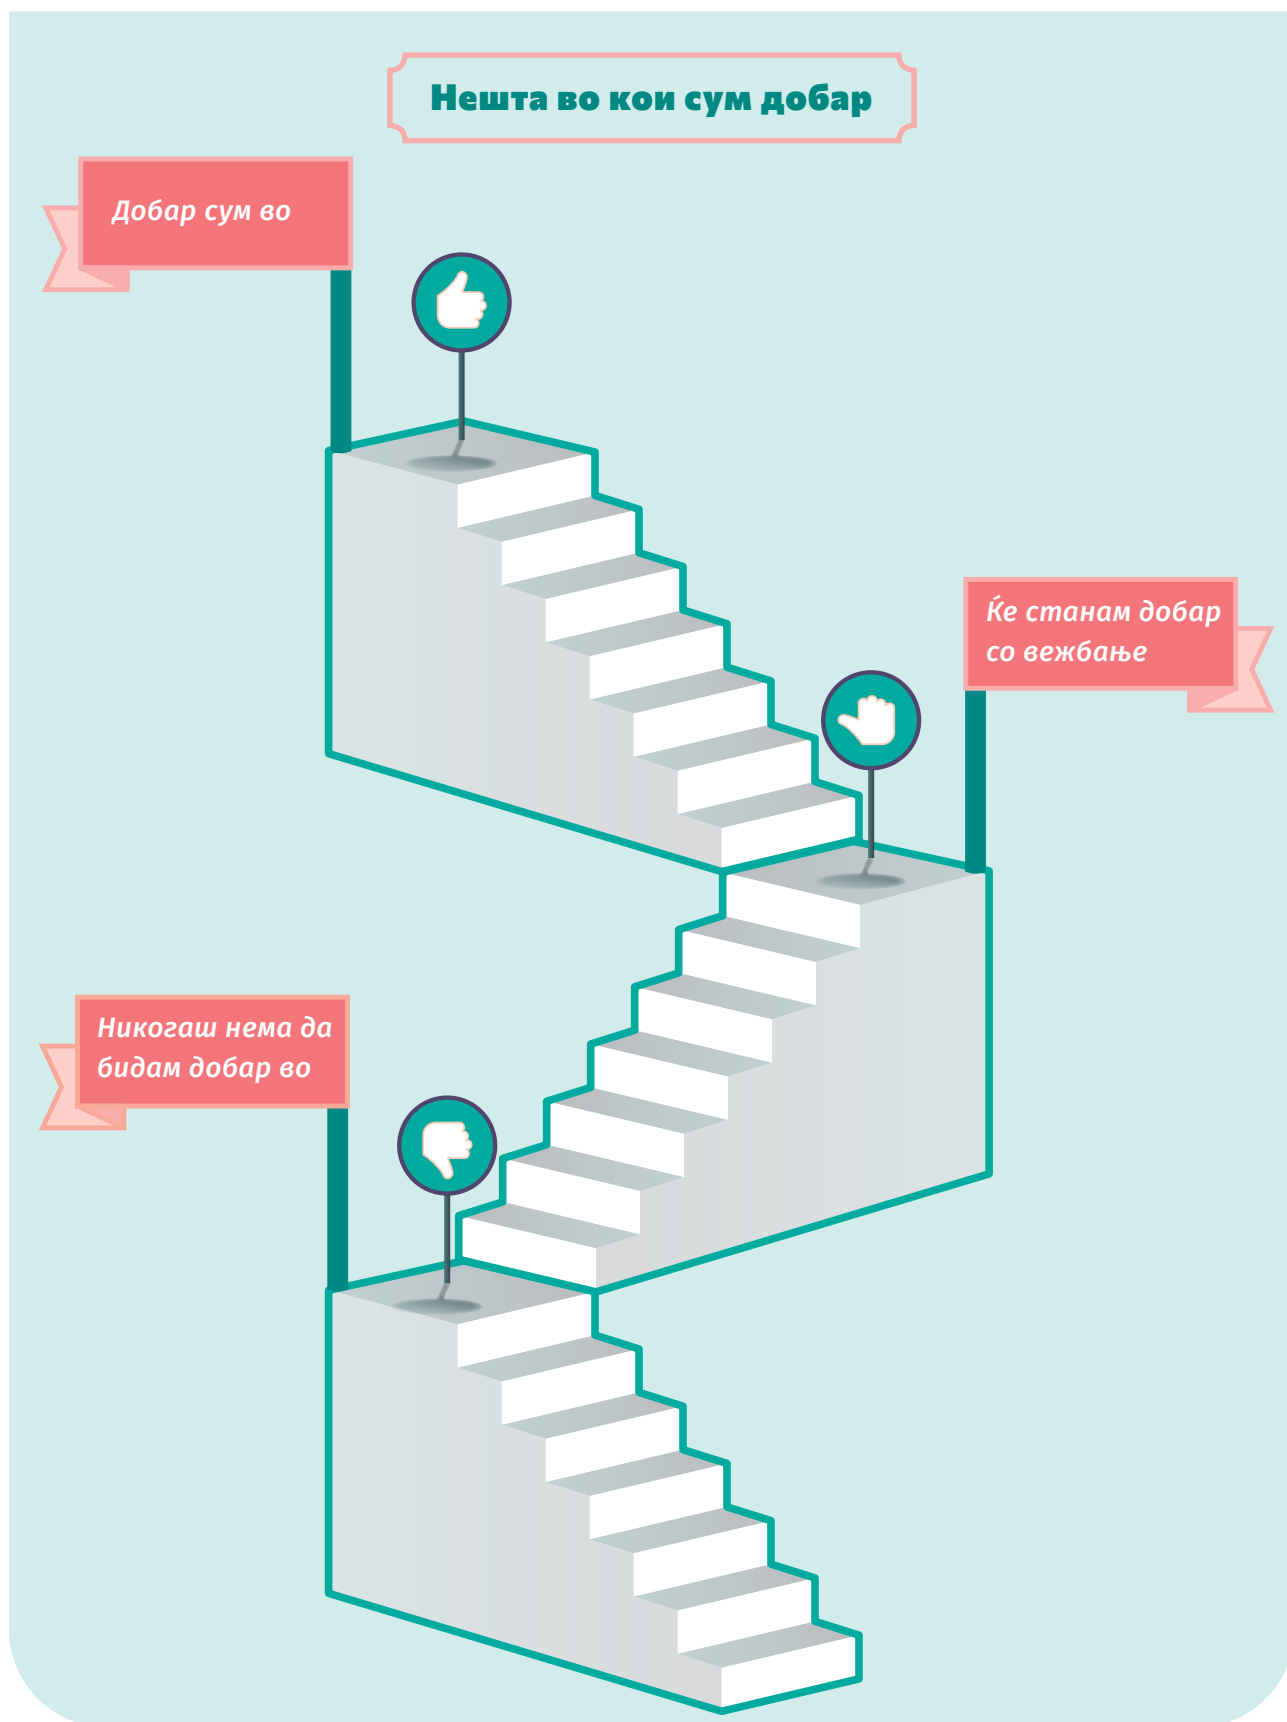 Нешта во кои сум добар
Добар сум во
Ќе станам добар
со вежбање
Никогаш нема да
бидам добар во